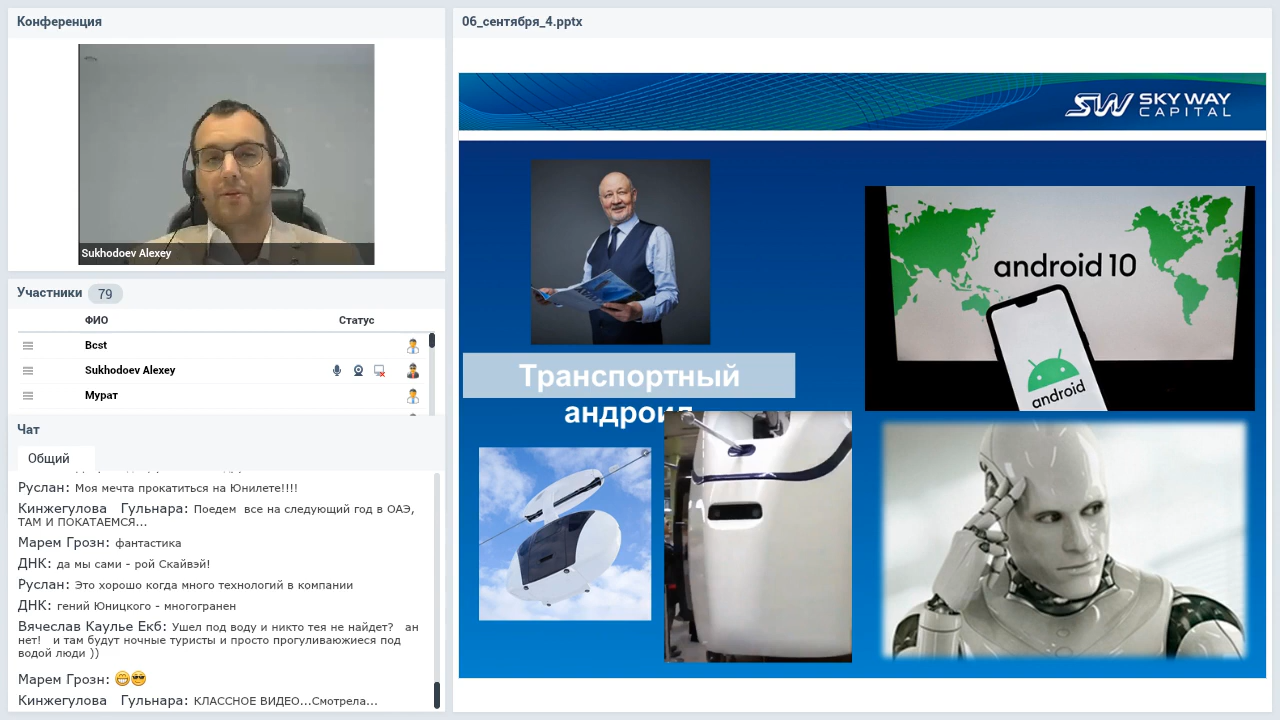 Конференция
Sukhodoev Alexey
Участники 79
ФИО Статус
Bcst
Sukhodoev Alexey
Мурат
Чат
Общий
Руслан: Моя мечта прокатиться на Юнилете!!!!
Кинжегулова Гульнара: Поедем все на следующий год в ОАЭ,
ТАМ И ПОКАТАЕМСЯ...
Марем Грозн: фантастика
ДНК: да мы сами - рой Скайвэй!
Руслан: Это хорошо когда много технологий в компании
ДНК: гений Юницкого - многогранен
Вячеслав Каулье Екб: Ушел под воду и никто тея не найдет? ан
нет! и там будут ночные туристы и просто прогуливаюжиеся под
водой люди ))
Марем Грозн:
Кинжегулова Гульнара: КЛАССНОЕ ВИДЕО...Смотрела...
06_сентября_4.pptx
SW SKY WAY
CAPITAL
Транспортный
андроид
android 10
android